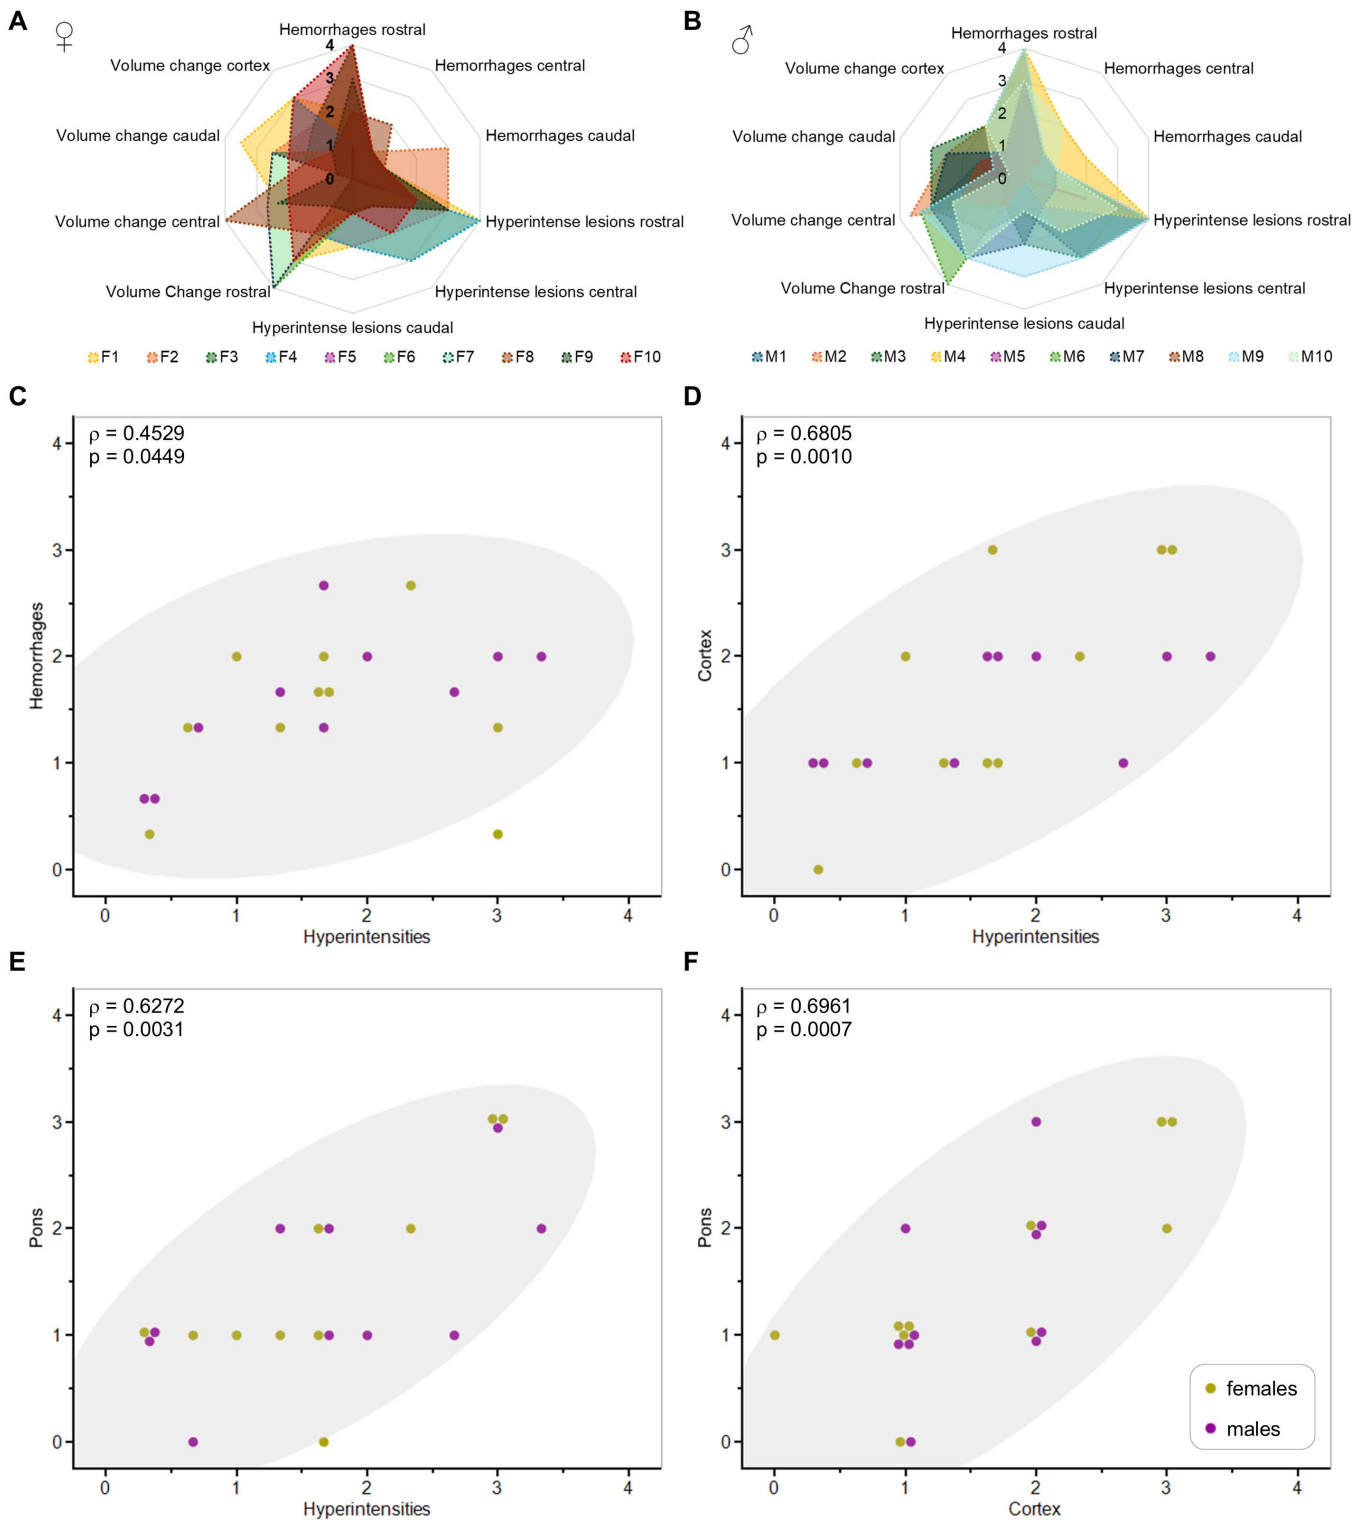 A
♀
Hemorrhages rostral
Volume change cortex
Hemorrhages central
Volume change caudal
Hemorrhages caudal
Volume change central
Hyperintense lesions rostral
Volume Change rostral
Hyperintense lesions central
Hyperintense lesions caudal
4
3
2
1
0
F1 F2 F3 F4 F5 F6 F7 F8 F9 F10
B
♂
Hemorrhages rostral
Volume change cortex
Hemorrhages central
Volume change caudal
Hemorrhages caudal
Volume change central
Hyperintense lesions rostral
Volume Change rostral
Hyperintense lesions central
Hyperintense lesions caudal
4
3
2
1
0
M1 M2 M3 M4 M5 M6 M7 M8 M9 M10
C
ρ = 0.4529
p = 0.0449
Hemorrhages
4
3
2
1
0
0 1 2 3 4
Hyperintensities
D
ρ = 0.6805
p = 0.0010
Cortex
4
3
2
1
0
0 1 2 3 4
Hyperintensities
E
ρ = 0.6272
p = 0.0031
Pons
4
3
2
1
0
0 1 2 3 4
Hyperintensities
F
ρ = 0.6961
p = 0.0007
Pons
4
3
2
1
0
0 1 2 3 4
Cortex
females
males